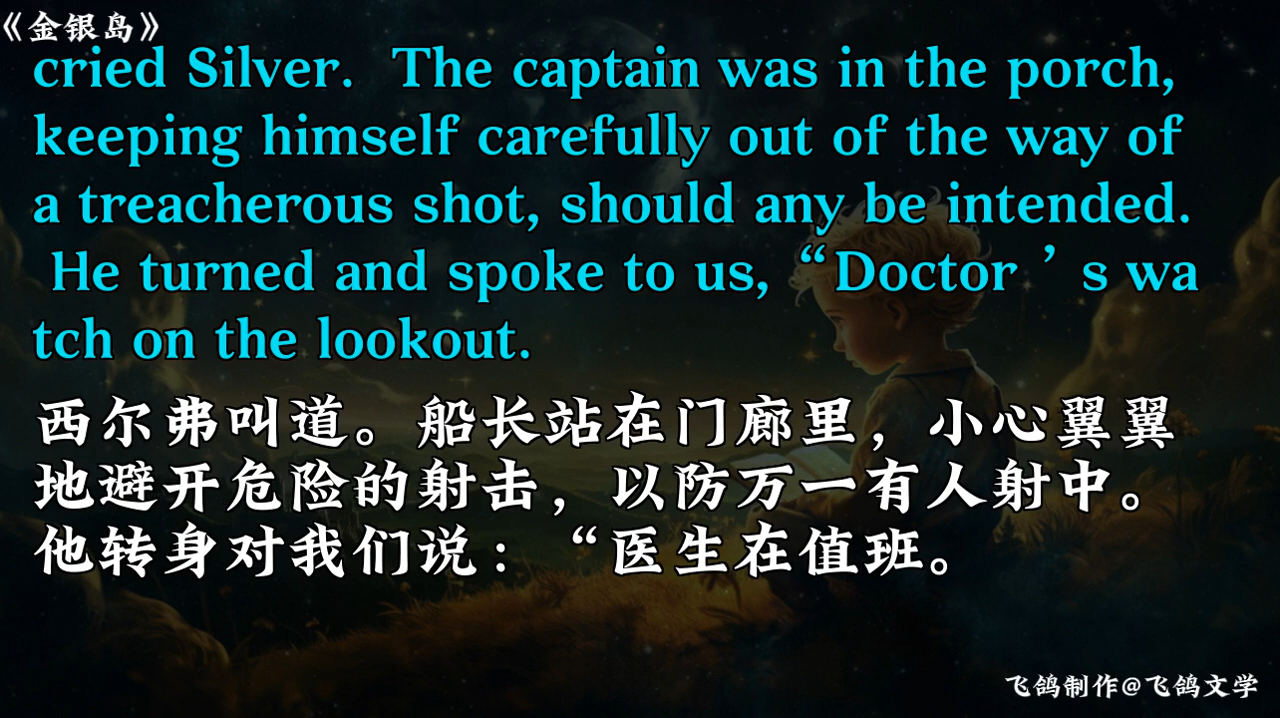 《金银岛》
cried Silver.  The captain was in the porch,
keeping himself carefully out of the way of
a treacherous shot, should any be intended.
He turned and spoke to us, “Doctor ’ s wa
tch on the lookout.
西尔弗叫道。船长站在门廊里，小心翼翼
地避开危险的射击，以防万一有人射中。
他转身对我们说：“医生在值班。
飞鸽制作@飞鸽文学